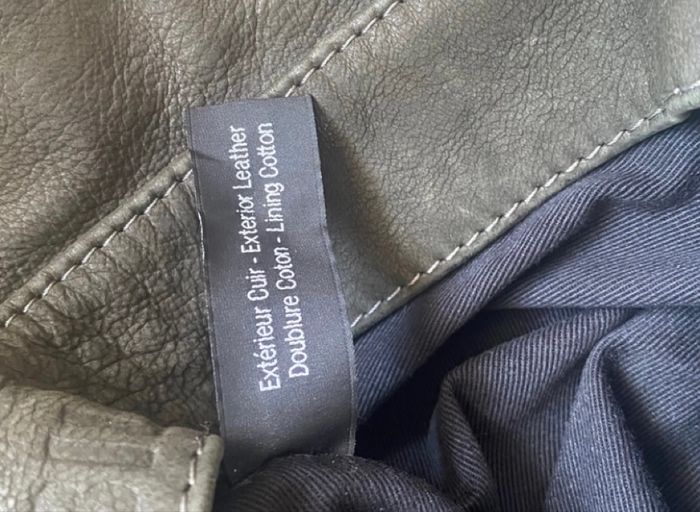 Extérieur Cuir - Exterior Leather
Doublure Coton - Lining Cotton